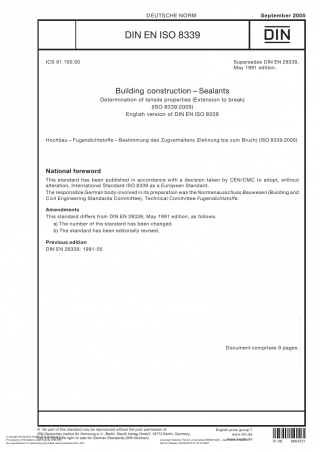 DEUTSCHE NORM
September 2005
DIN EN ISO 8339
DIN
ICS 91.100.50
Supersedes DIN EN 28339,
May 1991 edition.
Building construction – Sealants
Determination of tensile properties (Extension to break)
(ISO 8339:2005)
English version of DIN EN ISO 8339
Hochbau – Fugendichtstoffe – Bestimmung des Zugverhaltens (Dehnung bis zum Bruch) (ISO 8339:2005)
National foreword
This standard has been published in accordance with a decision taken by CEN/CMC to adopt, without
alteration, International Standard ISO 8339 as a European Standard.
The responsible German body involved in its preparation was the Normenausschuss Bauwesen (Building and
Civil Engineering Standards Committee), Technical Committee Fugendichtstoffe.
Amendments
This standard differs from DIN EN 28339, May 1991 edition, as follows.
a) The number of the standard has been changed.
b) The standard has been editorially revised.
Previous edition
DIN EN 28339: 1991-05
Document comprises 9 pages.
© No part of this standard may be reproduced without the prior permission of
DIN Deutsches Institut für Normung e.V., Berlin. Beuth Verlag GmbH, 10772 Berlin, Germany,
has the exclusive right of sale for German Standards (DIN-Normen).
English price group 7
www.din.de
www.beuth.de